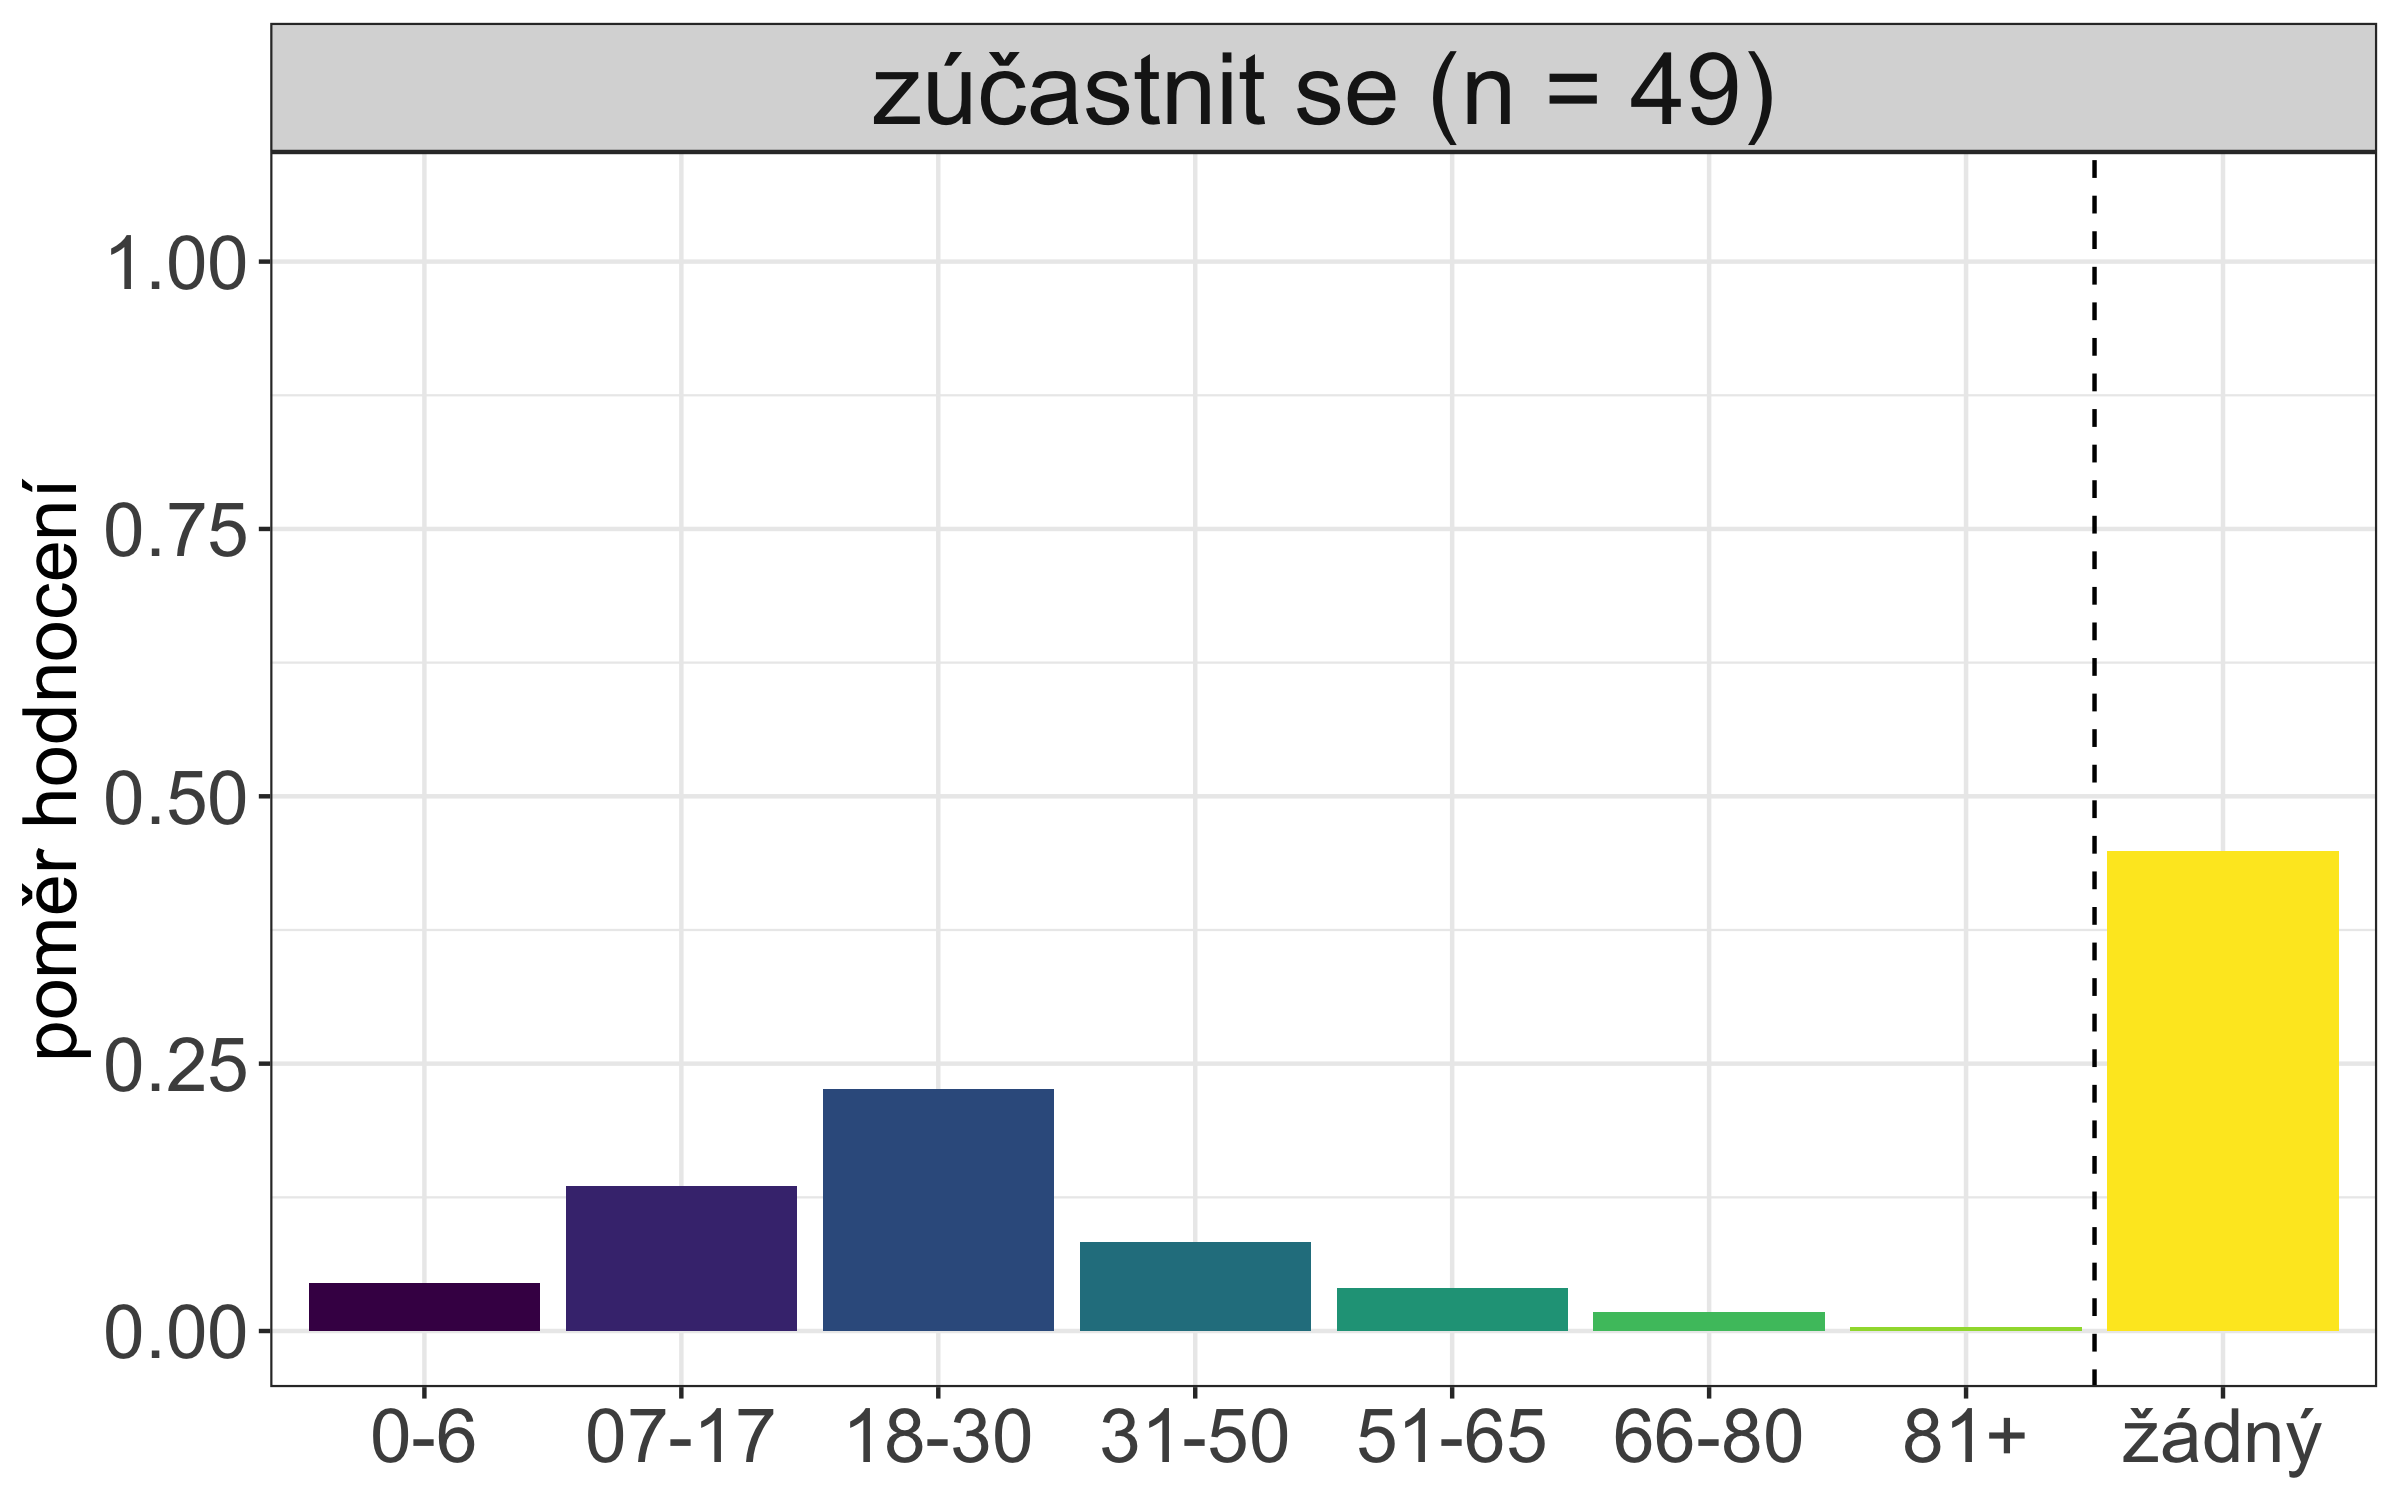 zúčastnit se (n = 49)
poměr hodnocení
1.00
0.75
0.50
0.25
0.00
0-6 07-17 18-30 31-50 51-65 66-80 81+ žádný